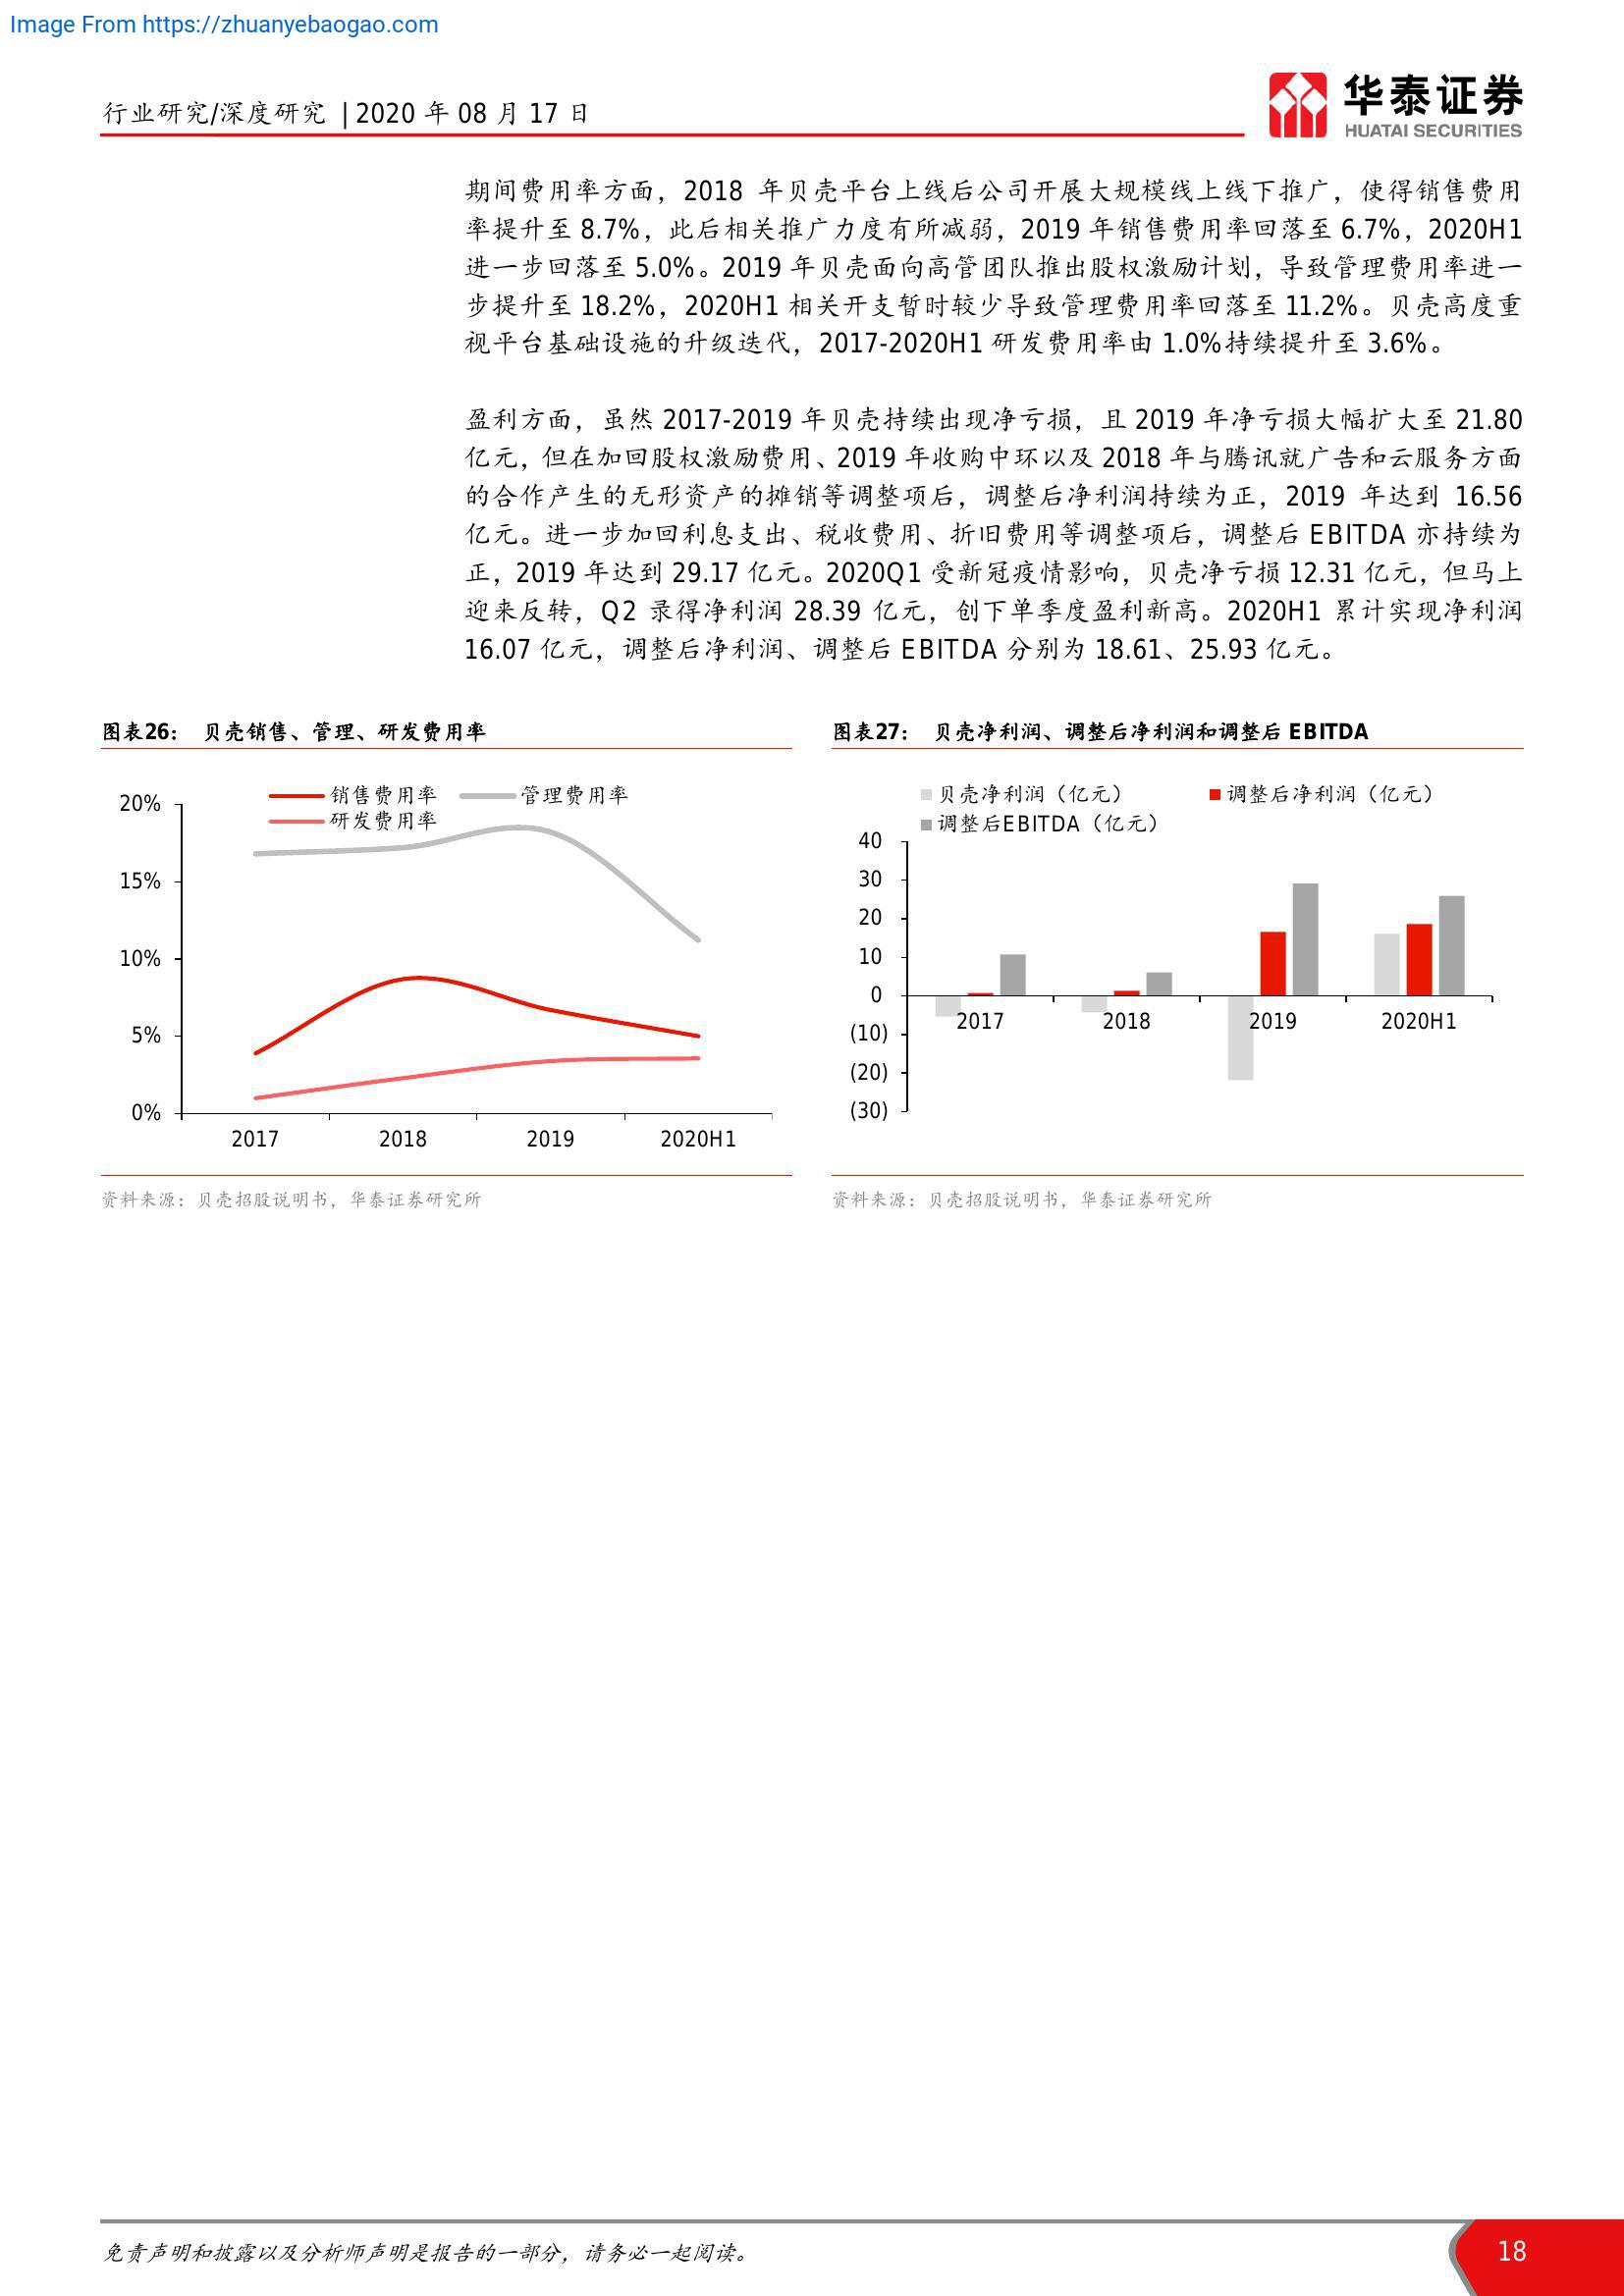 Image From https://zhuanyebaogao.com
行业研究/深度研究 | 2020 年 08 月 17 日
华泰证券
HUATAI SECURITIES
期间费用率方面，2018 年贝壳平台上线后公司开展大规模线上线下推广，使得销售费用
率提升至 8.7%，此后相关推广力度有所减弱，2019 年销售费用率回落至 6.7%，2020H1
进一步回落至 5.0%。2019 年贝壳面向高管团队推出股权激励计划，导致管理费用率进一
步提升至 18.2%，2020H1 相关开支暂时较少导致管理费用率回落至 11.2%。贝壳高度重
视平台基础设施的升级迭代，2017-2020H1 研发费用率由 1.0%持续提升至 3.6%。
盈利方面，虽然 2017-2019 年贝壳持续出现净亏损，且 2019 年净亏损大幅扩大至 21.80
亿元，但在加回股权激励费用、2019 年收购中环以及 2018 年与腾讯就广告和云服务方面
的合作产生的无形资产的摊销等调整项后，调整后净利润持续为正，2019 年达到 16.56
亿元。进一步加回利息支出、税收费用、折旧费用等调整项后，调整后 EBITDA 亦持续为
正，2019 年达到 29.17 亿元。2020Q1 受新冠疫情影响，贝壳净亏损 12.31 亿元，但马上
迎来反转，Q2 录得净利润 28.39 亿元，创下单季度盈利新高。2020H1 累计实现净利润
16.07 亿元，调整后净利润、调整后 EBITDA 分别为 18.61、25.93 亿元。
图表26： 贝壳销售、管理、研发费用率
销售费用率 管理费用率
研发费用率
20%
15%
10%
5%
0%
2017 2018 2019 2020H1
资料来源：贝壳招股说明书，华泰证券研究所
图表27： 贝壳净利润、调整后净利润和调整后 EBITDA
贝壳净利润（亿元） 调整后净利润（亿元）
调整后EBITDA（亿元）
40
30
20
10
0
(10)
(20)
(30)
2017 2018 2019 2020H1
资料来源：贝壳招股说明书，华泰证券研究所
免责声明和披露以及分析师声明是报告的一部分，请务必一起阅读。
18